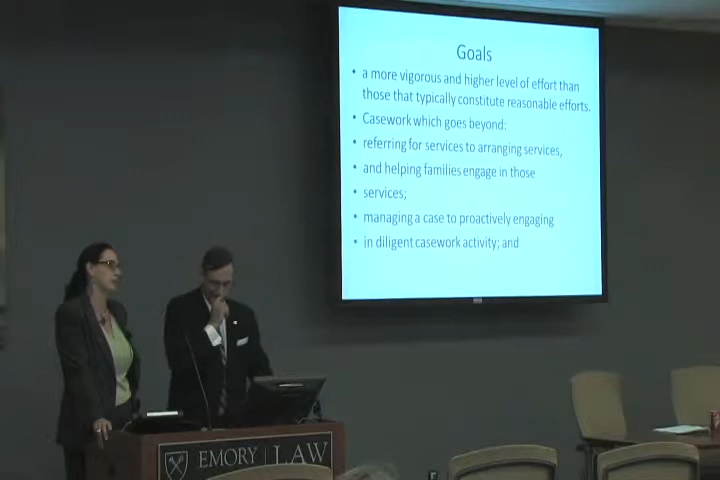 Goals
• a more vigorous and higher level of effort than
those that typically constitute reasonable efforts.
• Casework which goes beyond:
• referring for services to arranging services,
• and helping families engage in those
• services;
• managing a case to proactively engaging
• in diligent casework activity; and
EMORY | LAW